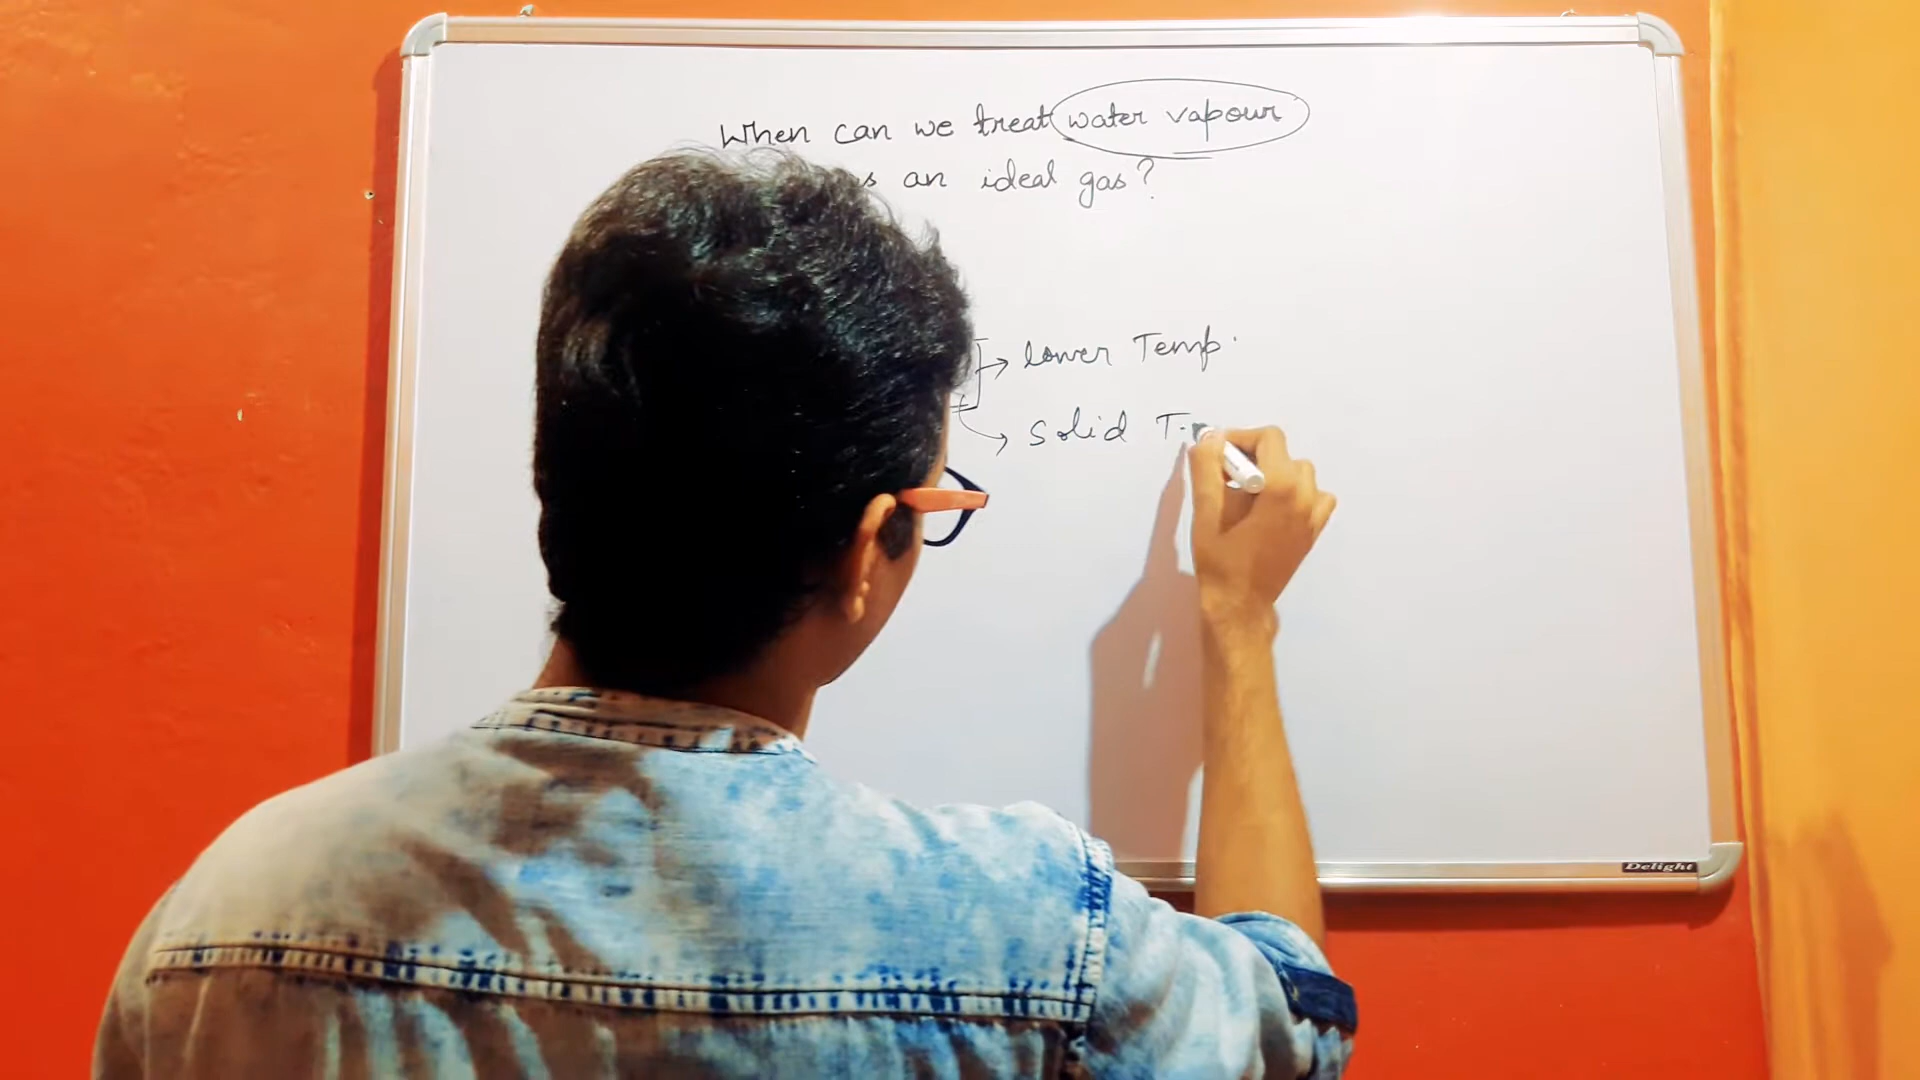 When can we treat water vapour
an ideal gas?
lower Temp.
Solid
Delight